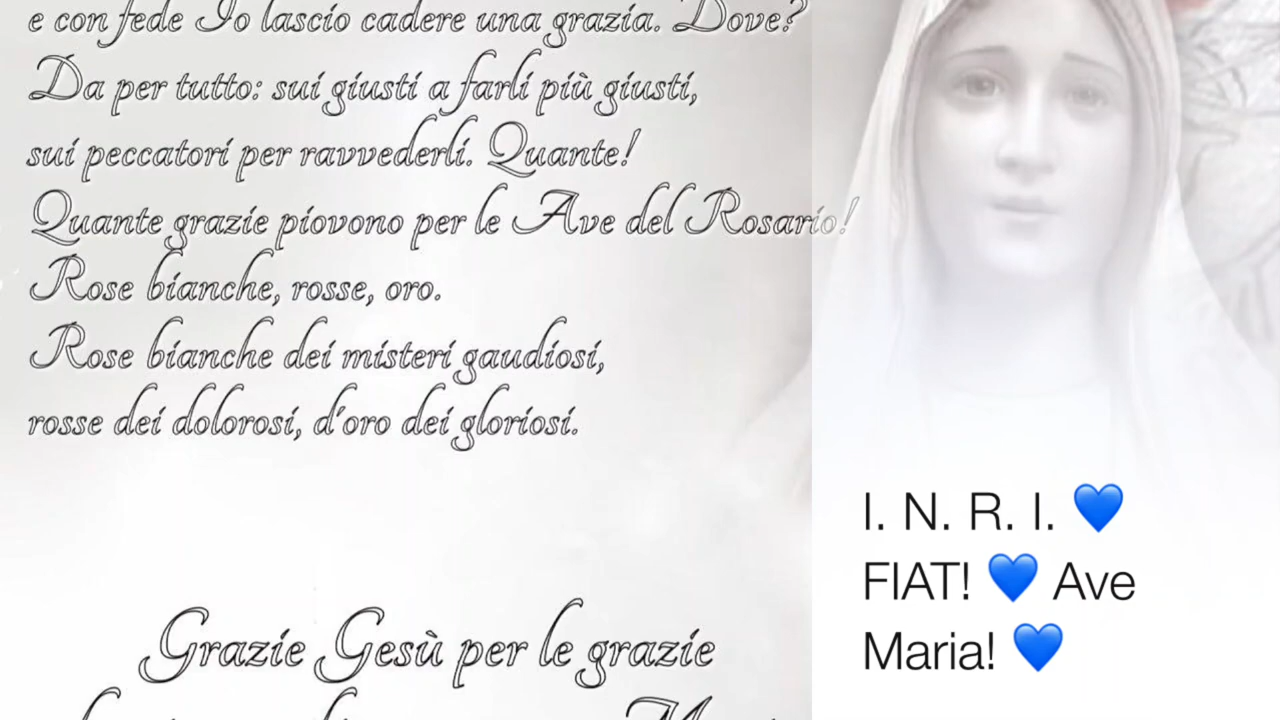 e con fede Io lascio cadere una grazia. Dove?
Da per tutto: sui giusti a farli più giusti,
sui peccatori per ravvederli. Quante!
Quante grazie piovono per le Ave del Rosario!
Rose bianche, rosse, oro.
Rose bianche dei misteri gaudiosi,
rosse dei dolorosi, d'oro dei gloriosi.
Grazie Gesù per le grazie
I. N. R. I. 💙
FIAT! 💙 Ave
Maria! 💙